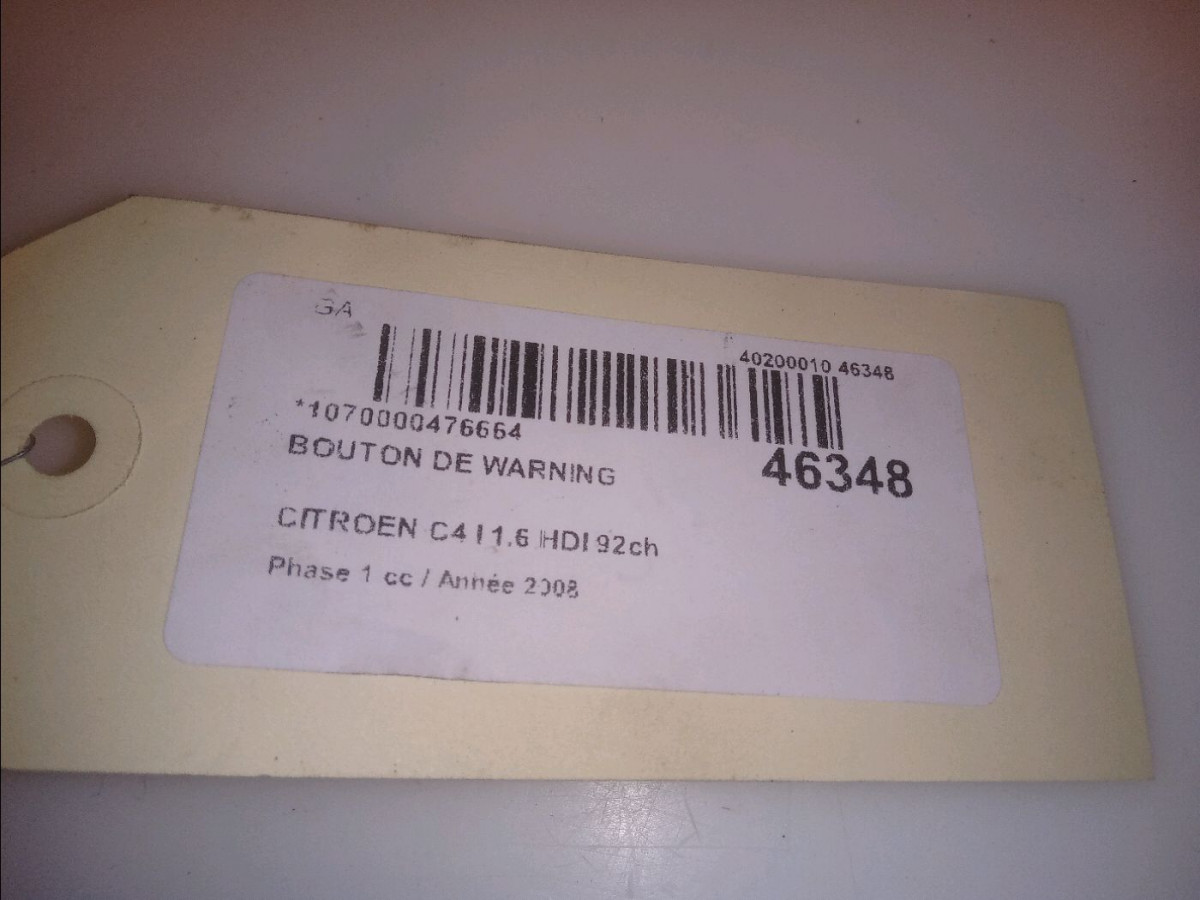 GA
40200010 46348
*1070000476664
46348
BOUTON DE WARNING
CITROEN C4 I 1.6 HDI 92ch
Phase 1 cc / Année 2008